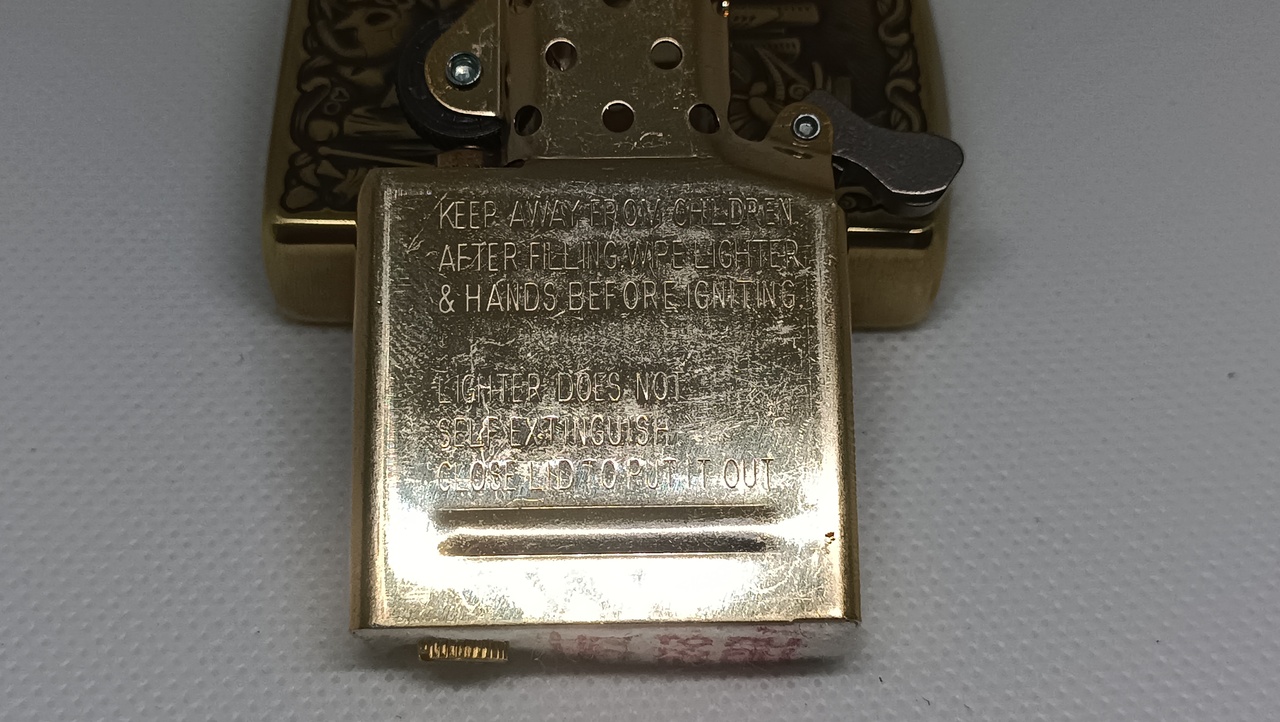 KEEP AWAY FROM CHILDREN.
AFTER FILLING WIPE LIGHTER
& HANDS BEFORE IGNITING.
LIGHTER DOES NOT
SELF EXTINGUISH
CLOSE LID TO PUT IT OUT